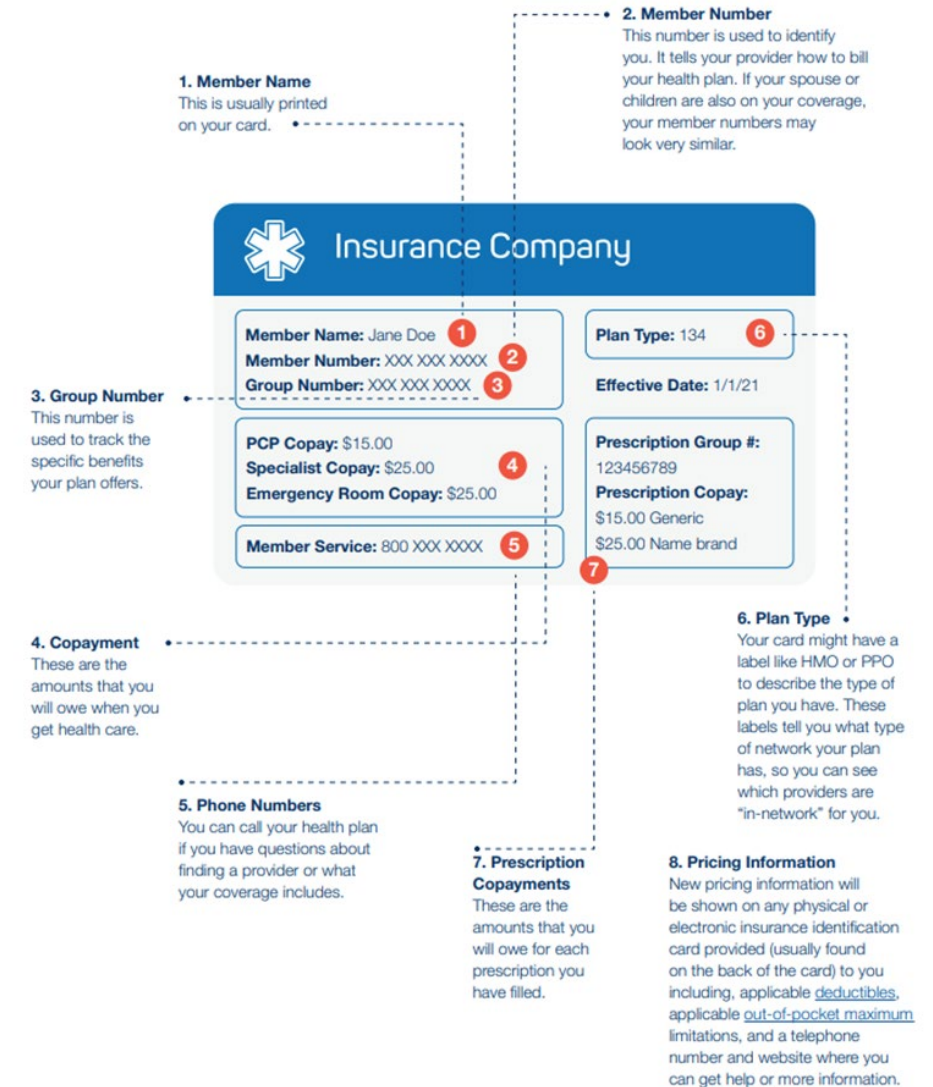 2. Member Number
This number is used to identify
you. It tells your provider how to bill
your health plan. If your spouse or
children are also on your coverage,
your member numbers may
look very similar.
1. Member Name
This is usually printed
on your card.
Insurance Company
Member Name: Jane Doe 1
Member Number: XXX XXX XXXX 2
Group Number: XXX XXX XXXX 3
Plan Type: 134 6
Effective Date: 1/1/21
3. Group Number
This number is
used to track the
specific benefits
your plan offers.
PCP Copay: $15.00
Specialist Copay: $25.00 4
Emergency Room Copay: $25.00
Prescription Group #:
123456789
Prescription Copay:
$15.00 Generic
$25.00 Name brand
Member Service: 800 XXX XXXX 5
7
4. Copayment
These are the
amounts that you
will owe when you
get health care.
6. Plan Type
Your card might have a
label like HMO or PPO
to describe the type of
plan you have. These
labels tell you what type
of network your plan
has, so you can see
which providers are
“in-network” for you.
5. Phone Numbers
You can call your health plan
if you have questions about
finding a provider or what
your coverage includes.
7. Prescription
Copayments
These are the
amounts that you
will owe for each
prescription you
have filled.
8. Pricing Information
New pricing information will
be shown on any physical or
electronic insurance identification
card provided (usually found
on the back of the card) to you
including, applicable deductibles,
applicable out-of-pocket maximum
limitations, and a telephone
number and website where you
can get help or more information.